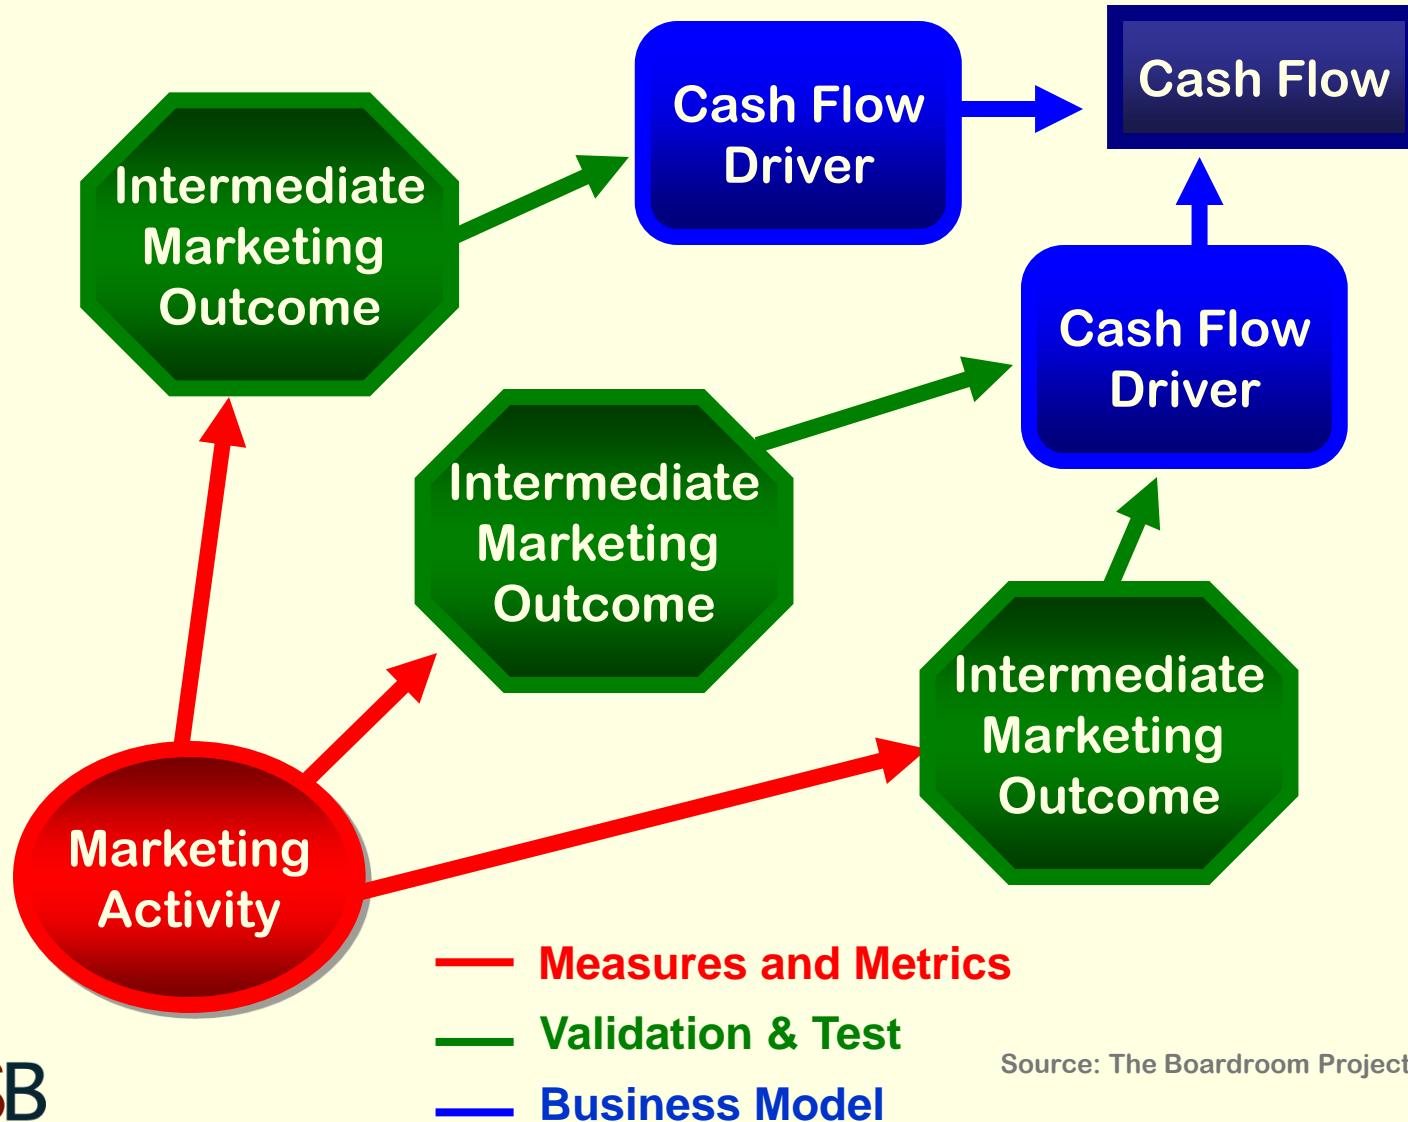 Cash Flow
Cash Flow
Driver
Intermediate
Marketing
Outcome
Cash Flow
Driver
Intermediate
Marketing
Outcome
Intermediate
Marketing
Outcome
Marketing
Activity
Measures and Metrics
Validation & Test
Business Model
Source: The Boardroom Project
B